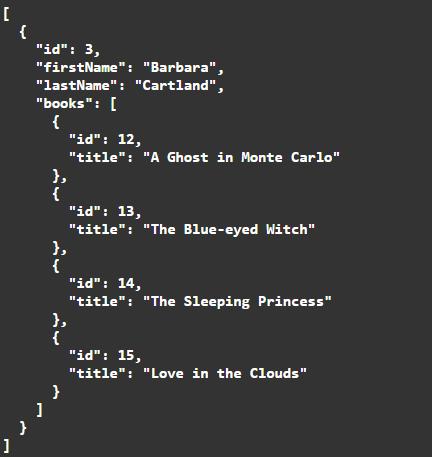 [
  {
    "id": 3,
    "firstName": "Barbara",
    "lastName": "Cartland",
    "books": [
      {
        "id": 12,
        "title": "A Ghost in Monte Carlo"
      },
      {
        "id": 13,
        "title": "The Blue-eyed Witch"
      },
      {
        "id": 14,
        "title": "The Sleeping Princess"
      },
      {
        "id": 15,
        "title": "Love in the Clouds"
      }
    ]
  }
]